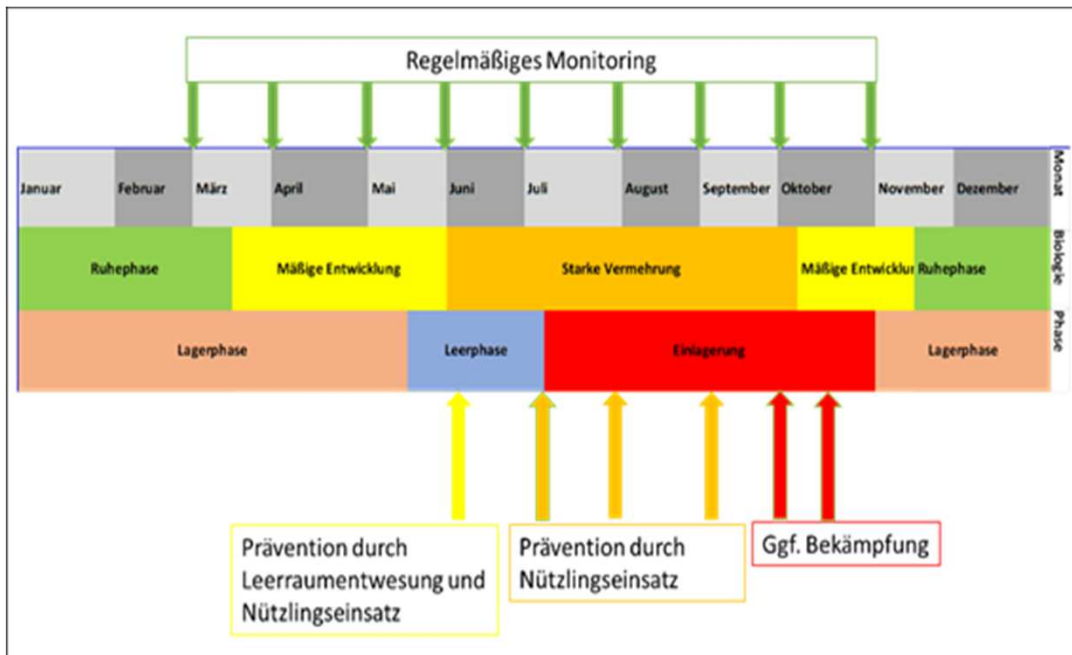 Regelmäßiges Monitoring
Januar Februar März April Mai Juni Juli August September Oktober November Dezember Monat
Ruhephase Mäßige Entwicklung Starke Vermehrung Mäßige Entwicklun Ruhephase Biologie
Lagerphase Leerphase Einlagerung Lagerphase Phase
Prävention durch
Leerraumentwesung und
Nützlingseinsatz
Prävention durch
Nützlingseinsatz
Ggf. Bekämpfung